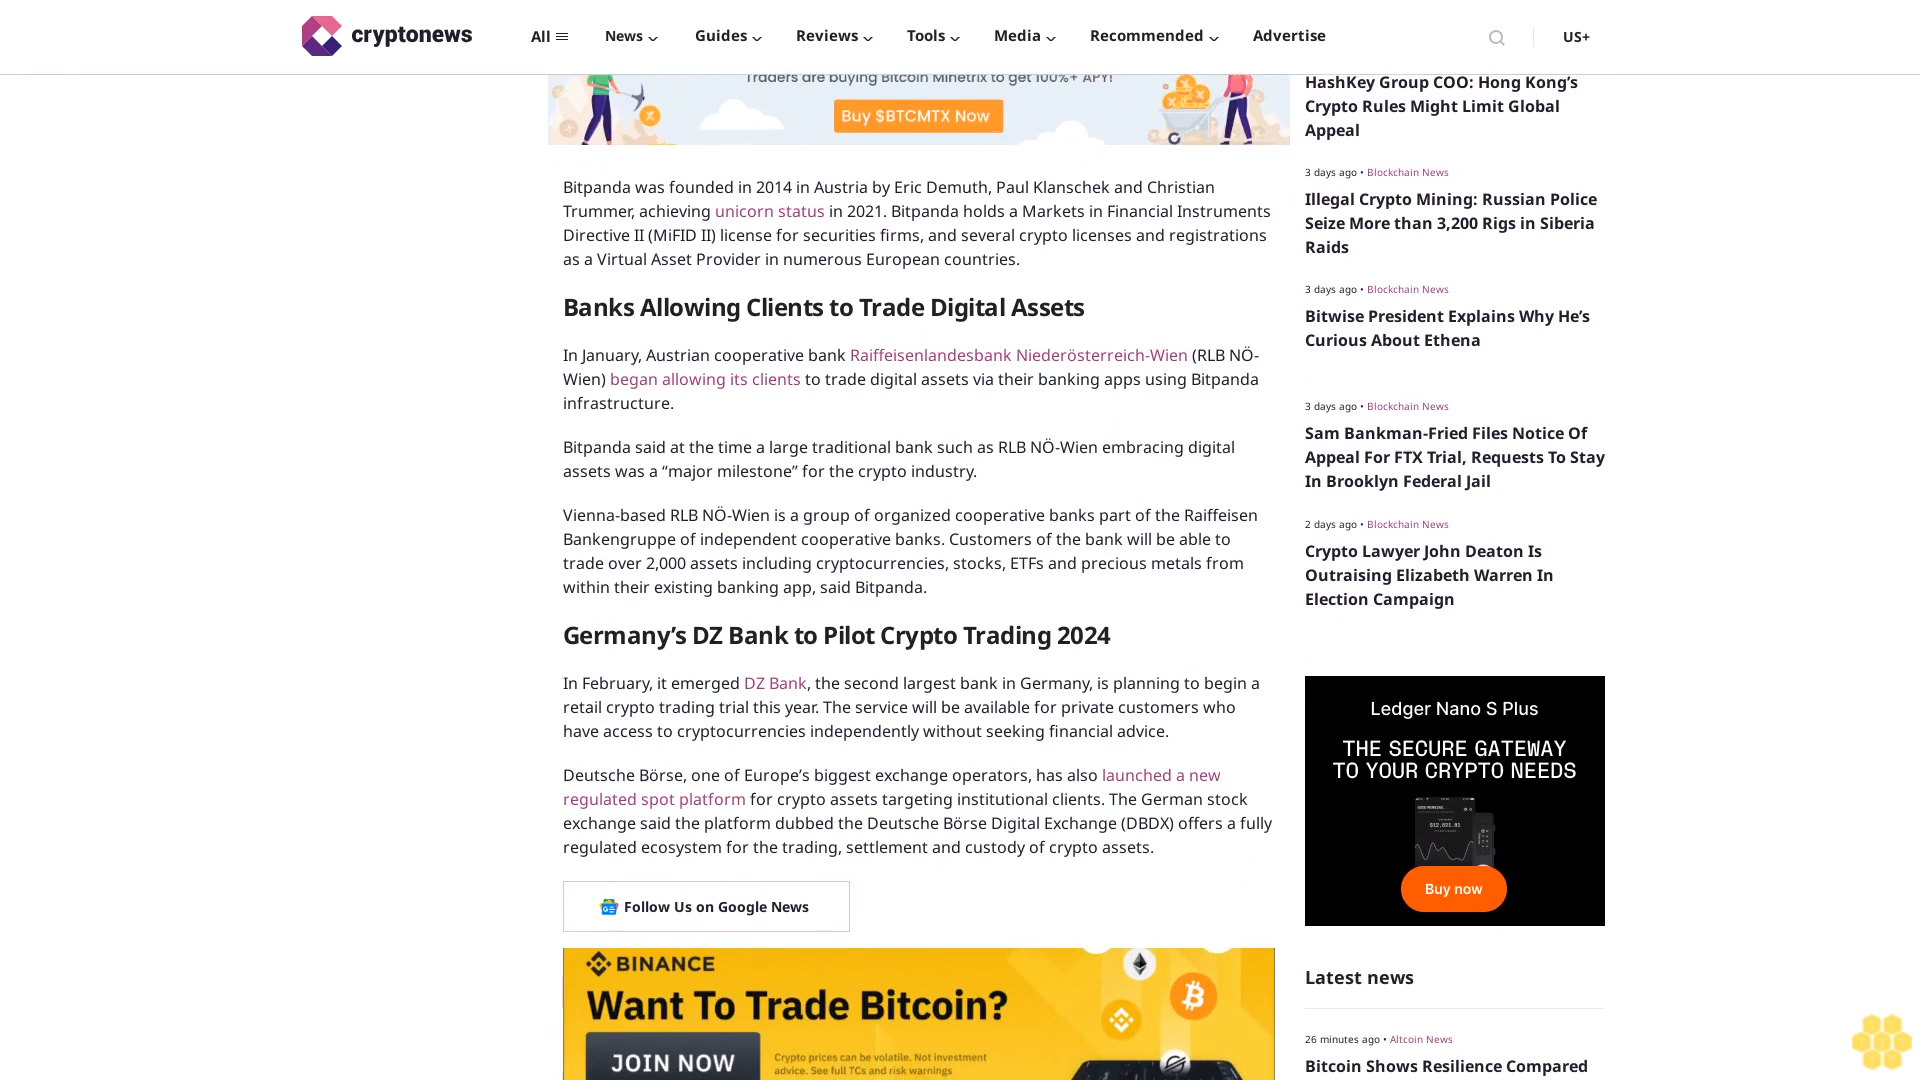 cryptonews
All
News
Guides
Reviews
Tools
Media
Recommended
Advertise
US+
Traders are buying Bitcoin Minetrix to get 100%+ APY!
Buy $BTCMTX Now
Bitpanda was founded in 2014 in Austria by Eric Demuth, Paul Klanschek and Christian
Trummer, achieving unicorn status in 2021. Bitpanda holds a Markets in Financial Instruments
Directive II (MiFID II) license for securities firms, and several crypto licenses and registrations
as a Virtual Asset Provider in numerous European countries.
Banks Allowing Clients to Trade Digital Assets
In January, Austrian cooperative bank Raiffeisenlandesbank Niederösterreich-Wien (RLB NÖ-
Wien) began allowing its clients to trade digital assets via their banking apps using Bitpanda
infrastructure.
Bitpanda said at the time a large traditional bank such as RLB NÖ-Wien embracing digital
assets was a “major milestone” for the crypto industry.
Vienna-based RLB NÖ-Wien is a group of organized cooperative banks part of the Raiffeisen
Bankengruppe of independent cooperative banks. Customers of the bank will be able to
trade over 2,000 assets including cryptocurrencies, stocks, ETFs and precious metals from
within their existing banking app, said Bitpanda.
Germany’s DZ Bank to Pilot Crypto Trading 2024
In February, it emerged DZ Bank, the second largest bank in Germany, is planning to begin a
retail crypto trading trial this year. The service will be available for private customers who
have access to cryptocurrencies independently without seeking financial advice.
Deutsche Börse, one of Europe’s biggest exchange operators, has also launched a new
regulated spot platform for crypto assets targeting institutional clients. The German stock
exchange said the platform dubbed the Deutsche Börse Digital Exchange (DBDX) offers a fully
regulated ecosystem for the trading, settlement and custody of crypto assets.
Follow Us on Google News
BINANCE
Want To Trade Bitcoin?
JOIN NOW
Crypto prices can be volatile. Not investment
advice. See full TCs and risk warnings
HashKey Group COO: Hong Kong’s
Crypto Rules Might Limit Global
Appeal
3 days ago • Blockchain News
Illegal Crypto Mining: Russian Police
Seize More than 3,200 Rigs in Siberia
Raids
3 days ago • Blockchain News
Bitwise President Explains Why He’s
Curious About Ethena
3 days ago • Blockchain News
Sam Bankman-Fried Files Notice Of
Appeal For FTX Trial, Requests To Stay
In Brooklyn Federal Jail
2 days ago • Blockchain News
Crypto Lawyer John Deaton Is
Outraising Elizabeth Warren In
Election Campaign
Ledger Nano S Plus
THE SECURE GATEWAY
TO YOUR CRYPTO NEEDS
$12,021.81
Buy now
Latest news
26 minutes ago • Altcoin News
Bitcoin Shows Resilience Compared